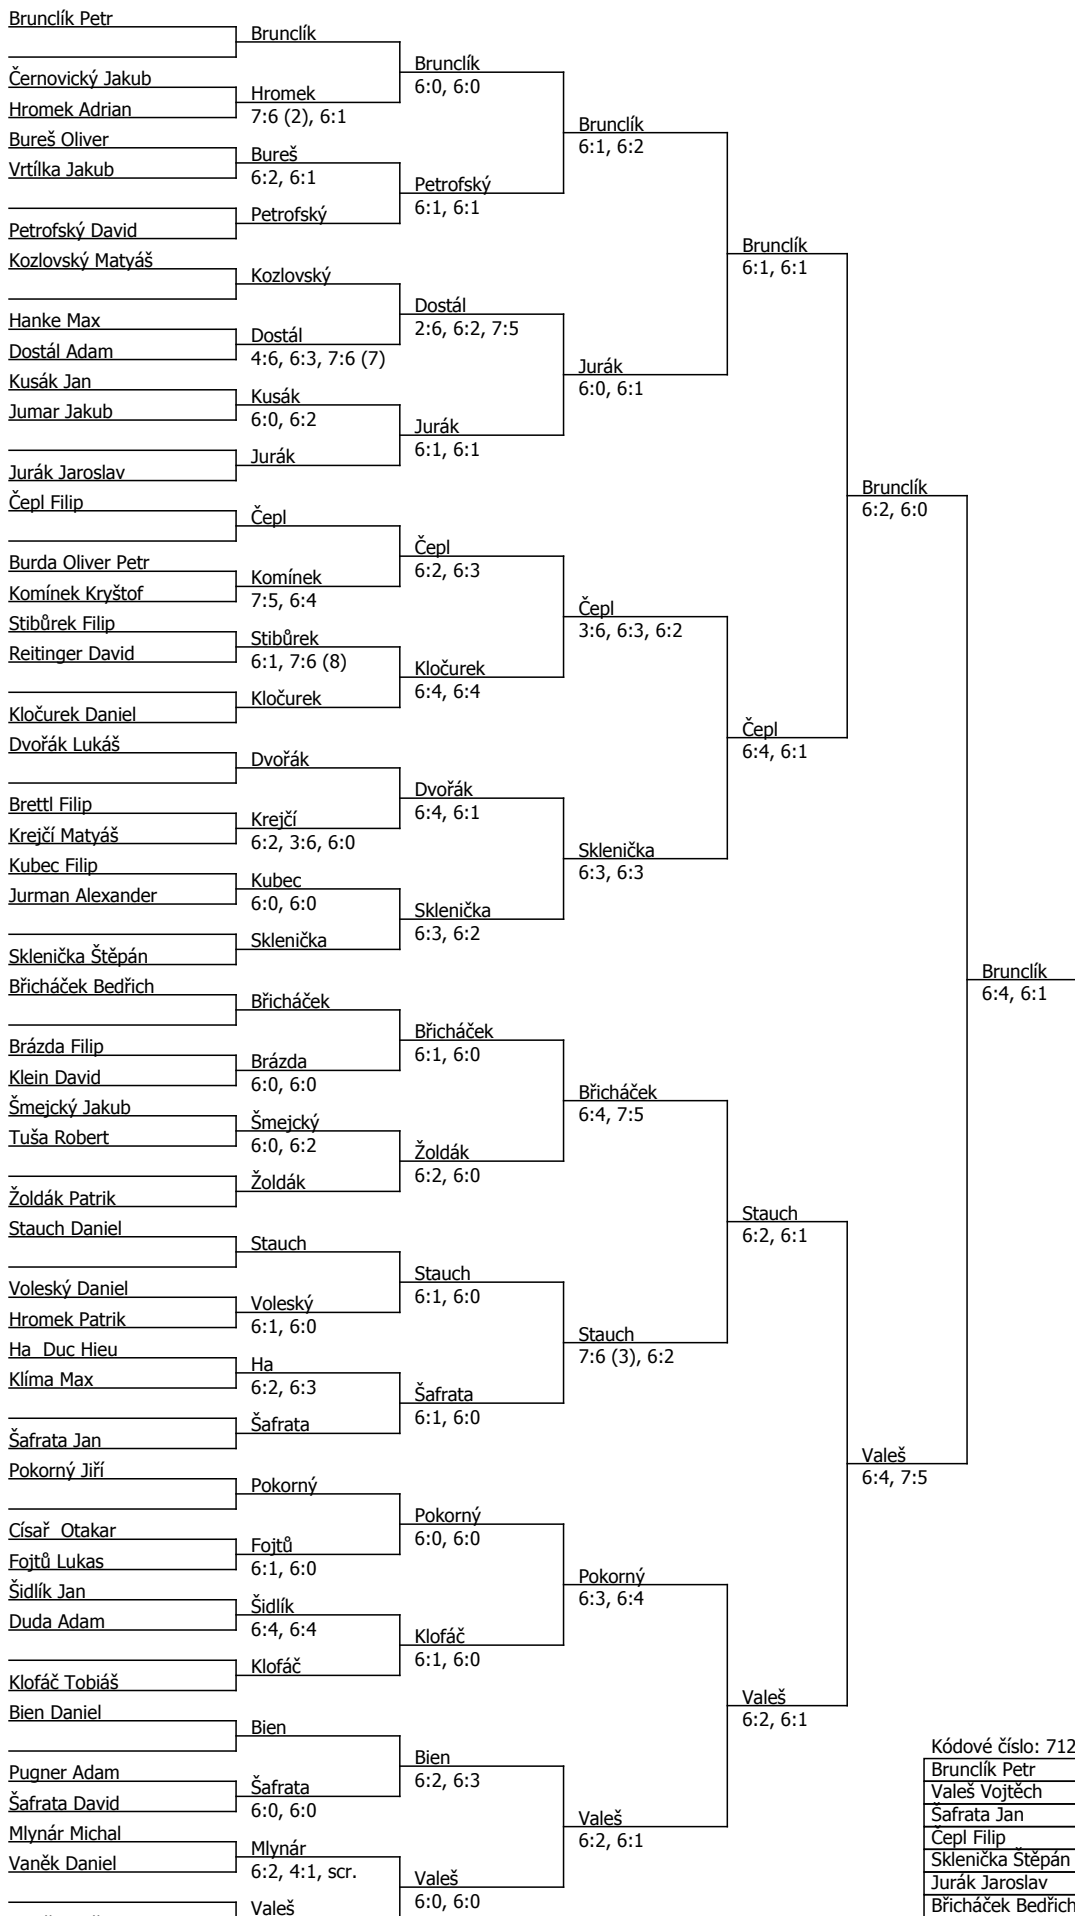 Brunclík Petr
Brunclík
Brunclík
6:0, 6:0
Černovický Jakub
Hromek
7:6 (2), 6:1
Hromek Adrian
Brunclík
6:1, 6:2
Bureš Oliver
Bureš
6:2, 6:1
Vrtílka Jakub
Petrofský
6:1, 6:1
Petrofský
Petrofský David
Brunclík
6:1, 6:1
Kozlovský Matyáš
Kozlovský
Dostál
2:6, 6:2, 7:5
Hanke Max
Dostál
4:6, 6:3, 7:6 (7)
Dostál Adam
Jurák
6:0, 6:1
Kusák Jan
Kusák
6:0, 6:2
Jumar Jakub
Jurák
6:1, 6:1
Jurák
Jurák Jaroslav
Brunclík
6:2, 6:0
Čepl Filip
Čepl
Čepl
6:2, 6:3
Burda Oliver Petr
Komínek
7:5, 6:4
Komínek Kryštof
Čepl
3:6, 6:3, 6:2
Stibůrek Filip
Stibůrek
6:1, 7:6 (8)
Reitinger David
Kločurek
6:4, 6:4
Kločurek
Kločurek Daniel
Čepl
6:4, 6:1
Dvořák Lukáš
Dvořák
Dvořák
6:4, 6:1
Brettl Filip
Krejčí
6:2, 3:6, 6:0
Krejčí Matyáš
Sklenička
6:3, 6:3
Kubec Filip
Kubec
6:0, 6:0
Jurman Alexander
Sklenička
6:3, 6:2
Sklenička
Sklenička Štěpán
Brunclík
6:4, 6:1
Břicháček Bedřich
Břicháček
Břicháček
6:1, 6:0
Brázda Filip
Brázda
6:0, 6:0
Klein David
Břicháček
6:4, 7:5
Šmejcký Jakub
Šmejcký
6:0, 6:2
Tuša Robert
Žoldák
6:2, 6:0
Žoldák
Žoldák Patrik
Stauch
6:2, 6:1
Stauch Daniel
Stauch
Stauch
6:1, 6:0
Voleský Daniel
Voleský
6:1, 6:0
Hromek Patrik
Stauch
7:6 (3), 6:2
Ha  Duc Hieu
Ha
6:2, 6:3
Klíma Max
Šafrata
6:1, 6:0
Šafrata
Šafrata Jan
Valeš
6:4, 7:5
Pokorný Jiří
Pokorný
Pokorný
6:0, 6:0
Císař  Otakar
Fojtů
6:1, 6:0
Fojtů Lukas
Pokorný
6:3, 6:4
Šidlík Jan
Šidlík
6:4, 6:4
Duda Adam
Klofáč
6:1, 6:0
Klofáč
Klofáč Tobiáš
Valeš
6:2, 6:1
Bien Daniel
Bien
Bien
6:2, 6:3
Pugner Adam
Šafrata
6:0, 6:0
Šafrata David
Valeš
6:2, 6:1
Mlynár Michal
Mlynár
6:2, 4:1, scr.
Vaněk Daniel
Valeš
6:0, 6:0
Valeš
Kódové číslo: 712
Brunclík Petr
Valeš Vojtěch
Šafrata Jan
Čepl Filip
Sklenička Štěpán
Jurák Jaroslav
Břicháček Bedřich